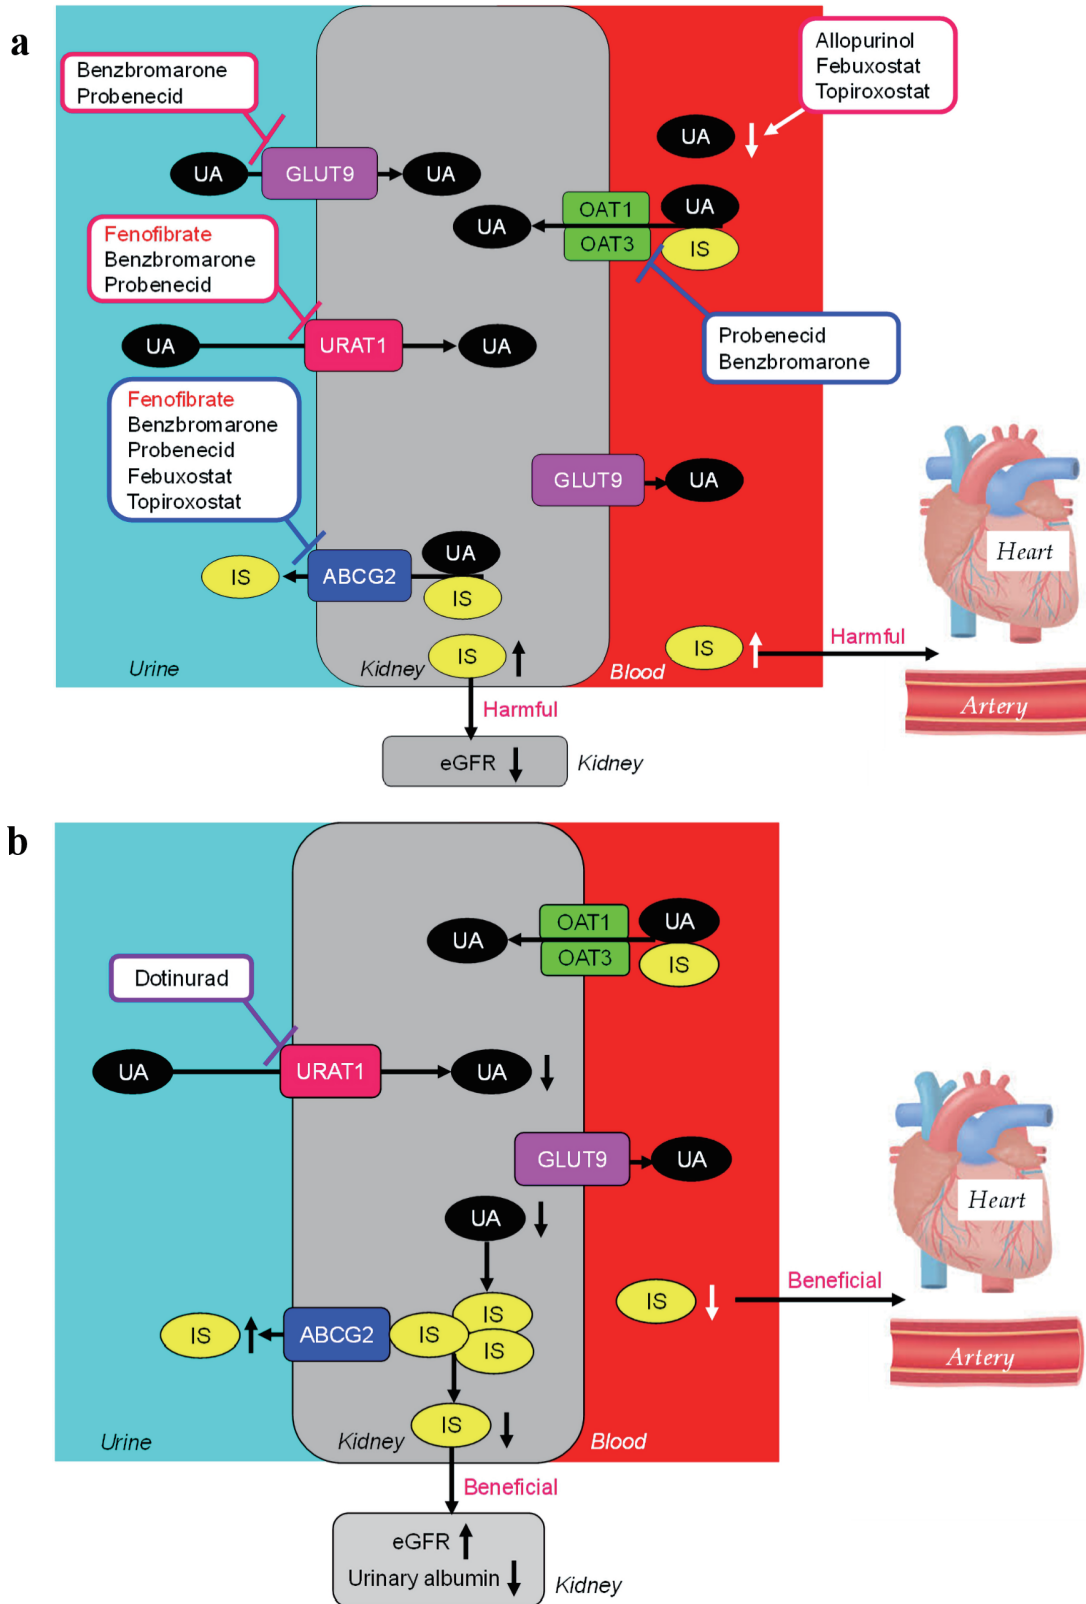 a
Benzbromarone
Probenecid
Allopurinol
Febuxostat
Topiroxostat
UA
UA
GLUT9
UA
UA
OAT1
UA
OAT3
IS
Fenofibrate
Benzbromarone
Probenecid
Probenecid
Benzbromarone
UA
URAT1
UA
Fenofibrate
Benzbromarone
Probenecid
Febuxostat
Topiroxostat
GLUT9
UA
Heart
UA
IS
ABCG2
IS
IS
IS
Harmful
Urine
Kidney
Blood
Harmful
Artery
eGFR
Kidney
b
OAT1
UA
UA
OAT3
IS
Dotinurad
UA
URAT1
UA
GLUT9
UA
UA
Heart
IS
Beneficial
IS
IS
ABCG2
IS
IS
Artery
IS
Urine
Kidney
Blood
Beneficial
eGFR
Urinary albumin
Kidney